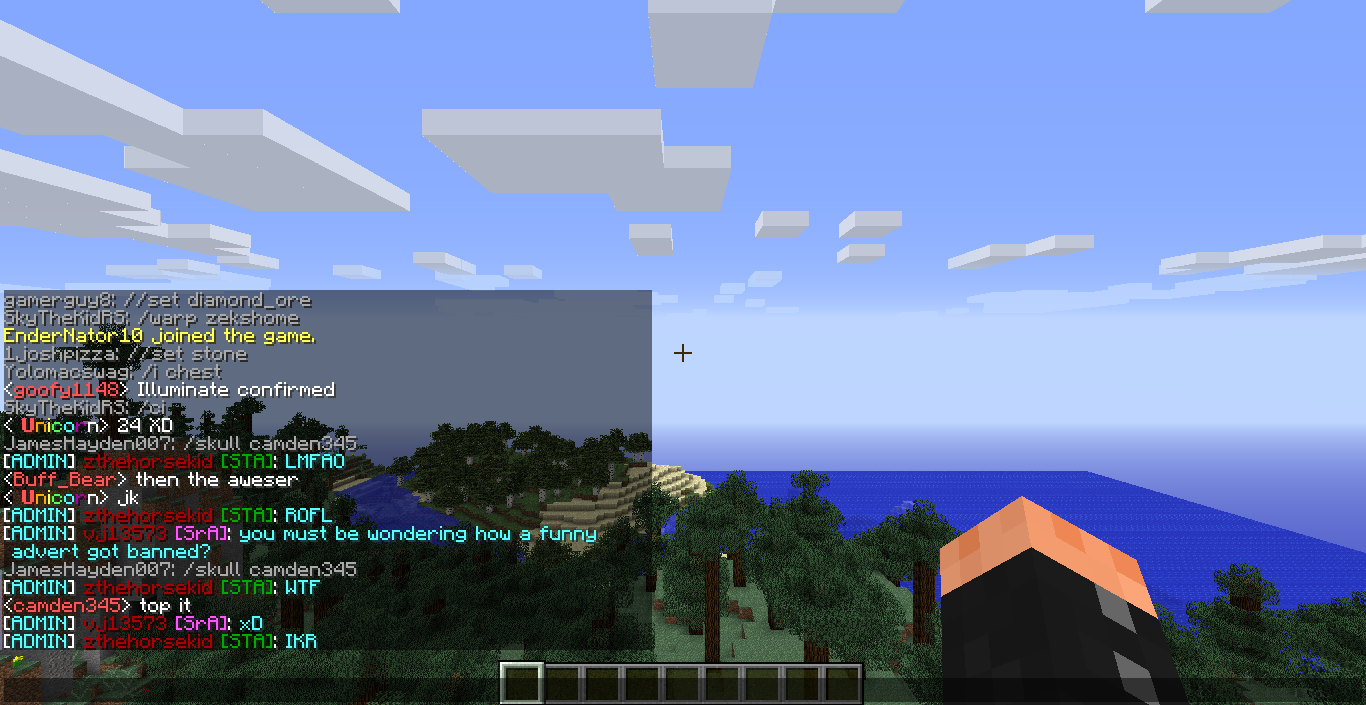 gamerguy8: //set diamond_ore
SkyTheKidRS: /warp zekshome
EnderNator10 joined the game.
1joshpizza: //set stone
Yolomacswag: /i chest
<goofy1148> Illuminate confirmed
SkyTheKidRS: /ci
< Unicorn> 24 XD
JamesHayden007: /skull camden345
[ADMIN] zthehorsekid [STA]: LMFAO
<Buff_Bear> then the aweser
< Unicorn> jk
[ADMIN] zthehorsekid [STA]: ROFL
[ADMIN] vj13573 [SrA]: you must be wondering how a funny
advert got banned?
JamesHayden007: /skull camden345
[ADMIN] zthehorsekid [STA]: WTF
<camden345> top it
[ADMIN] vj13573 [SrA]: xD
[ADMIN] zthehorsekid [STA]: IKR